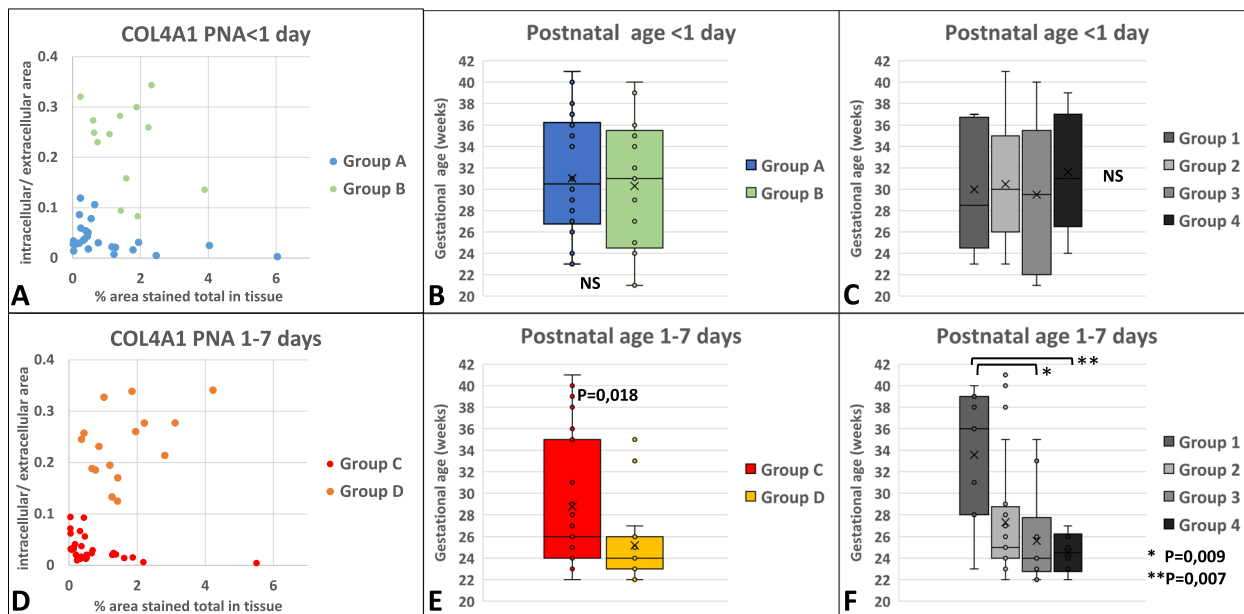 COL4A1 PNA<1 day
intracellular/ extracellular area
0.4
0.3
0.2
0.1
0
0 2 4 6
% area stained total in tissue
Group A
Group B
A
Postnatal age <1 day
Gestational age (weeks)
42
40
38
36
34
32
30
28
26
24
22
20
NS
Group A
Group B
B
Postnatal age <1 day
Gestational age (weeks)
42
40
38
36
34
32
30
28
26
24
22
20
NS
Group 1
Group 2
Group 3
Group 4
C
COL4A1 PNA 1-7 days
intracellular/ extracellular area
0.4
0.3
0.2
0.1
0
0 2 4 6
% area stained total in tissue
Group C
Group D
D
Postnatal age 1-7 days
Gestational age (weeks)
42
40
38
36
34
32
30
28
26
24
22
20
P=0,018
Group C
Group D
E
Postnatal age 1-7 days
Gestational age (weeks)
42
40
38
36
34
32
30
28
26
24
22
20
**
*
Group 1
Group 2
Group 3
Group 4
* P=0,009
**P=0,007
F